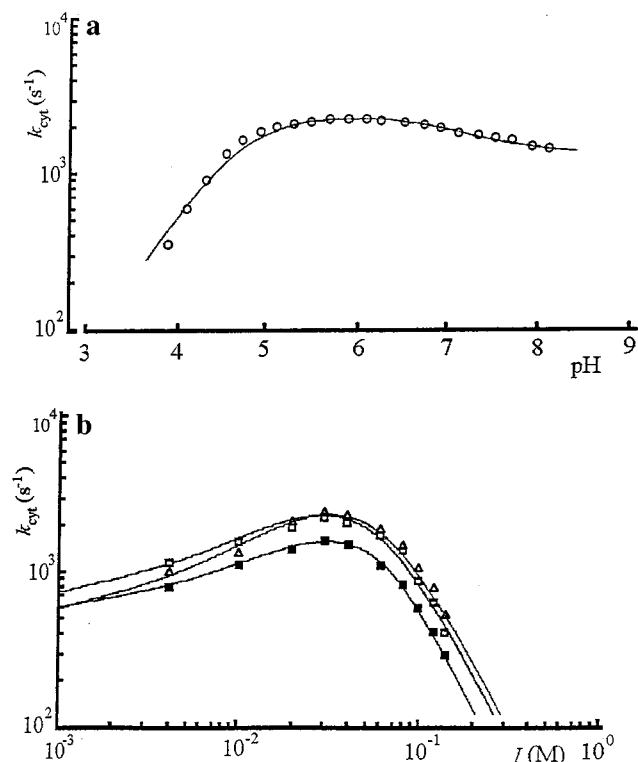 a
10⁴
k_cyt (s⁻¹)
10³
10²
3 4 5 6 7 8 9
pH
b
10⁴
k_cyt (s⁻¹)
10³
10²
10⁻³ 10⁻² 10⁻¹ 10⁰
I (M)